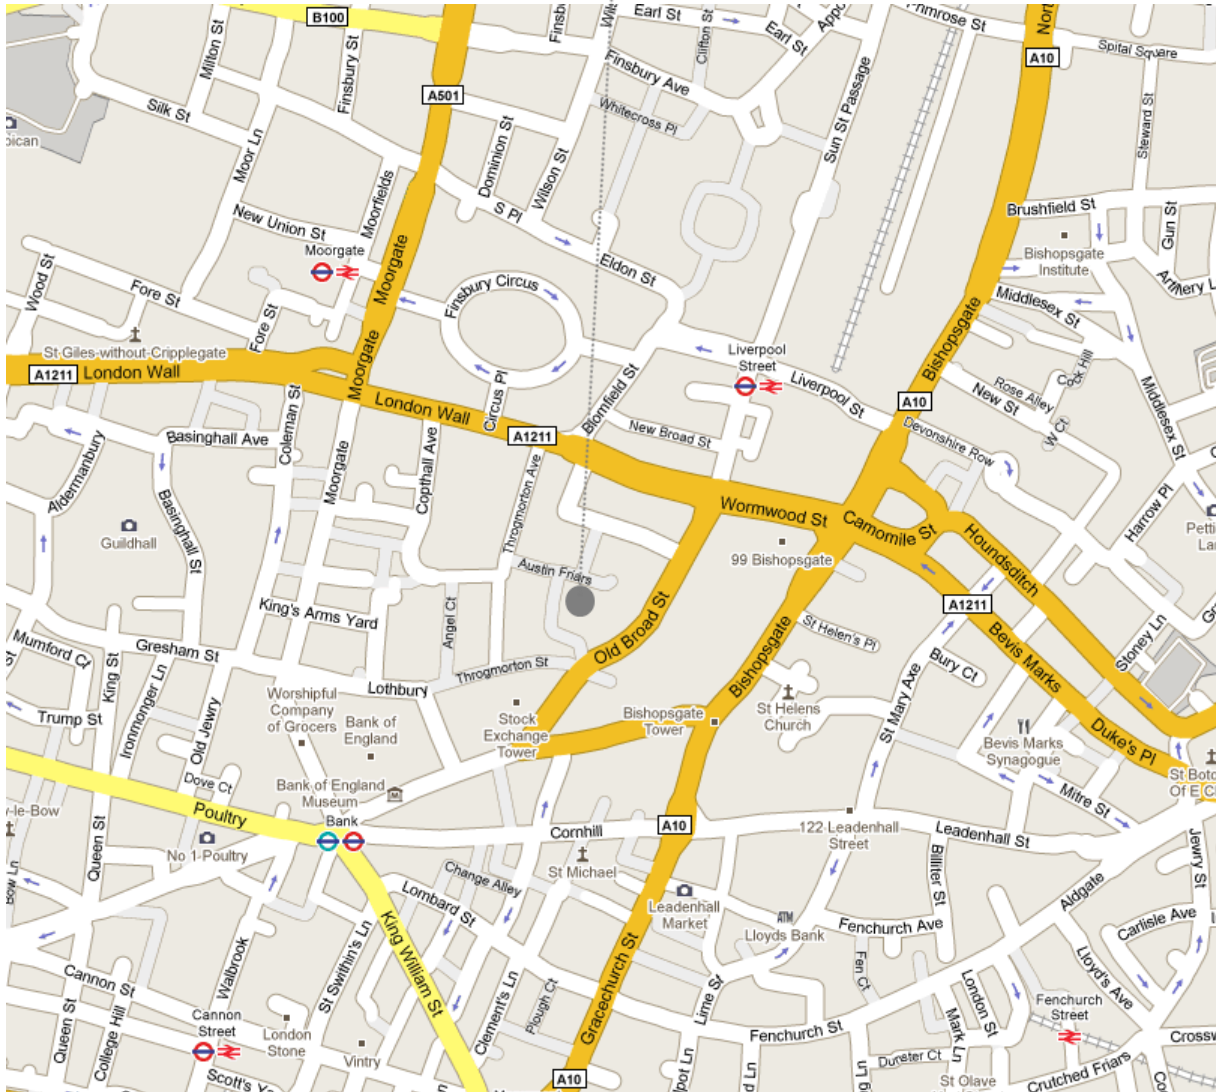 B100
Earl St
Primrose St
Finsbury St
Milton St
Clifton St
Earl St
A10
Spital Square
Finsbury Ave
A501
Silk St
Whitecross Pl
Sun St Passage
Steward St
Moor Ln
Dominion St
Wilson St
Moorfields
S Pl
Brushfield St
Gun St
New Union St
Moorgate
Bishopsgate
Institute
Moorgate
Eldon St
Wood St
Fore St
Finsbury Circus
Middlesex St
Fore St
St Giles-without-Cripplegate
A1211
London Wall
Moorgate
Liverpool
Street
Bishopsgate
Cock Hill
Rose Alley
New St
Liverpool St
Middlesex St
Circus Pl
Blomfield St
A10
London Wall
A1211
New Broad St
Devonshire Row
W Ct
Coleman St
Basinghall Ave
Aldermanbury
Moorgate
Copthall Ave
Throgmorton Ave
Basinghall St
Guildhall
Wormwood St
Camomile St
Houndsditch
Harrow Pl
99 Bishopsgate
Austin Friars
A1211
King's Arms Yard
Angel Ct
Old Broad St
St Helen's Pl
Bevis Marks
Stoney Ln
Mumford Ct
Gresham St
King St
Ironmonger Ln
Throgmorton St
Lothbury
Bishopsgate
Bury Ct
St Mary Axe
Worshipful
Company
of Grocers
Trump St
Old Jewry
Bank of
England
Stock
Exchange
Tower
Bishopsgate
Tower
St Helens
Church
Bevis Marks
Synagogue
Duke's Pl
Dove Ct
Bank of England
Museum
Poultry
Bank
Cornhill
A10
122 Leadenhall
Street
Leadenhall St
Mitre St
Queen St
No 1 Poultry
St Michael
Change Alley
Lombard St
Leadenhall
Market
ATM
Lloyds Bank
Fenchurch Ave
Billiter St
Aldgate
Jewry St
Carlisle Ave
Bow Ln
King William St
Walbrook
St Swithin's Ln
Cannon St
Queen St
College Hill
Cannon
Street
London
Stone
Vintry
Clement's Ln
Plough Ct
Gracechurch St
Lime St
Fen Ct
Fenchurch St
London St
Mark Ln
Lloyd's Ave
Fenchurch
Street
Dunster Ct
St Olave
Crutched Friars
A10